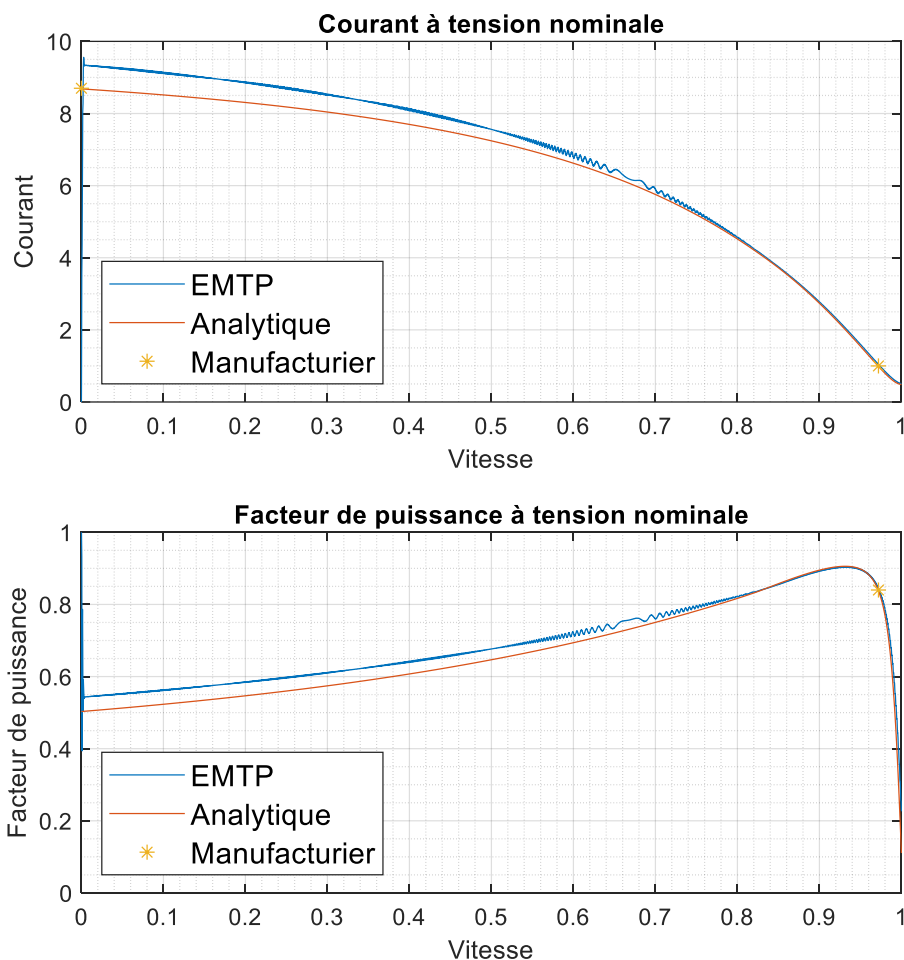 Courant à tension nominale
10
8
6
4
2
0
Courant
EMTP
Analytique
Manufacturier
0 0.1 0.2 0.3 0.4 0.5 0.6 0.7 0.8 0.9 1
Vitesse
Facteur de puissance à tension nominale
1
0.8
0.6
0.4
0.2
0
Facteur de puissance
EMTP
Analytique
Manufacturier
0 0.1 0.2 0.3 0.4 0.5 0.6 0.7 0.8 0.9 1
Vitesse